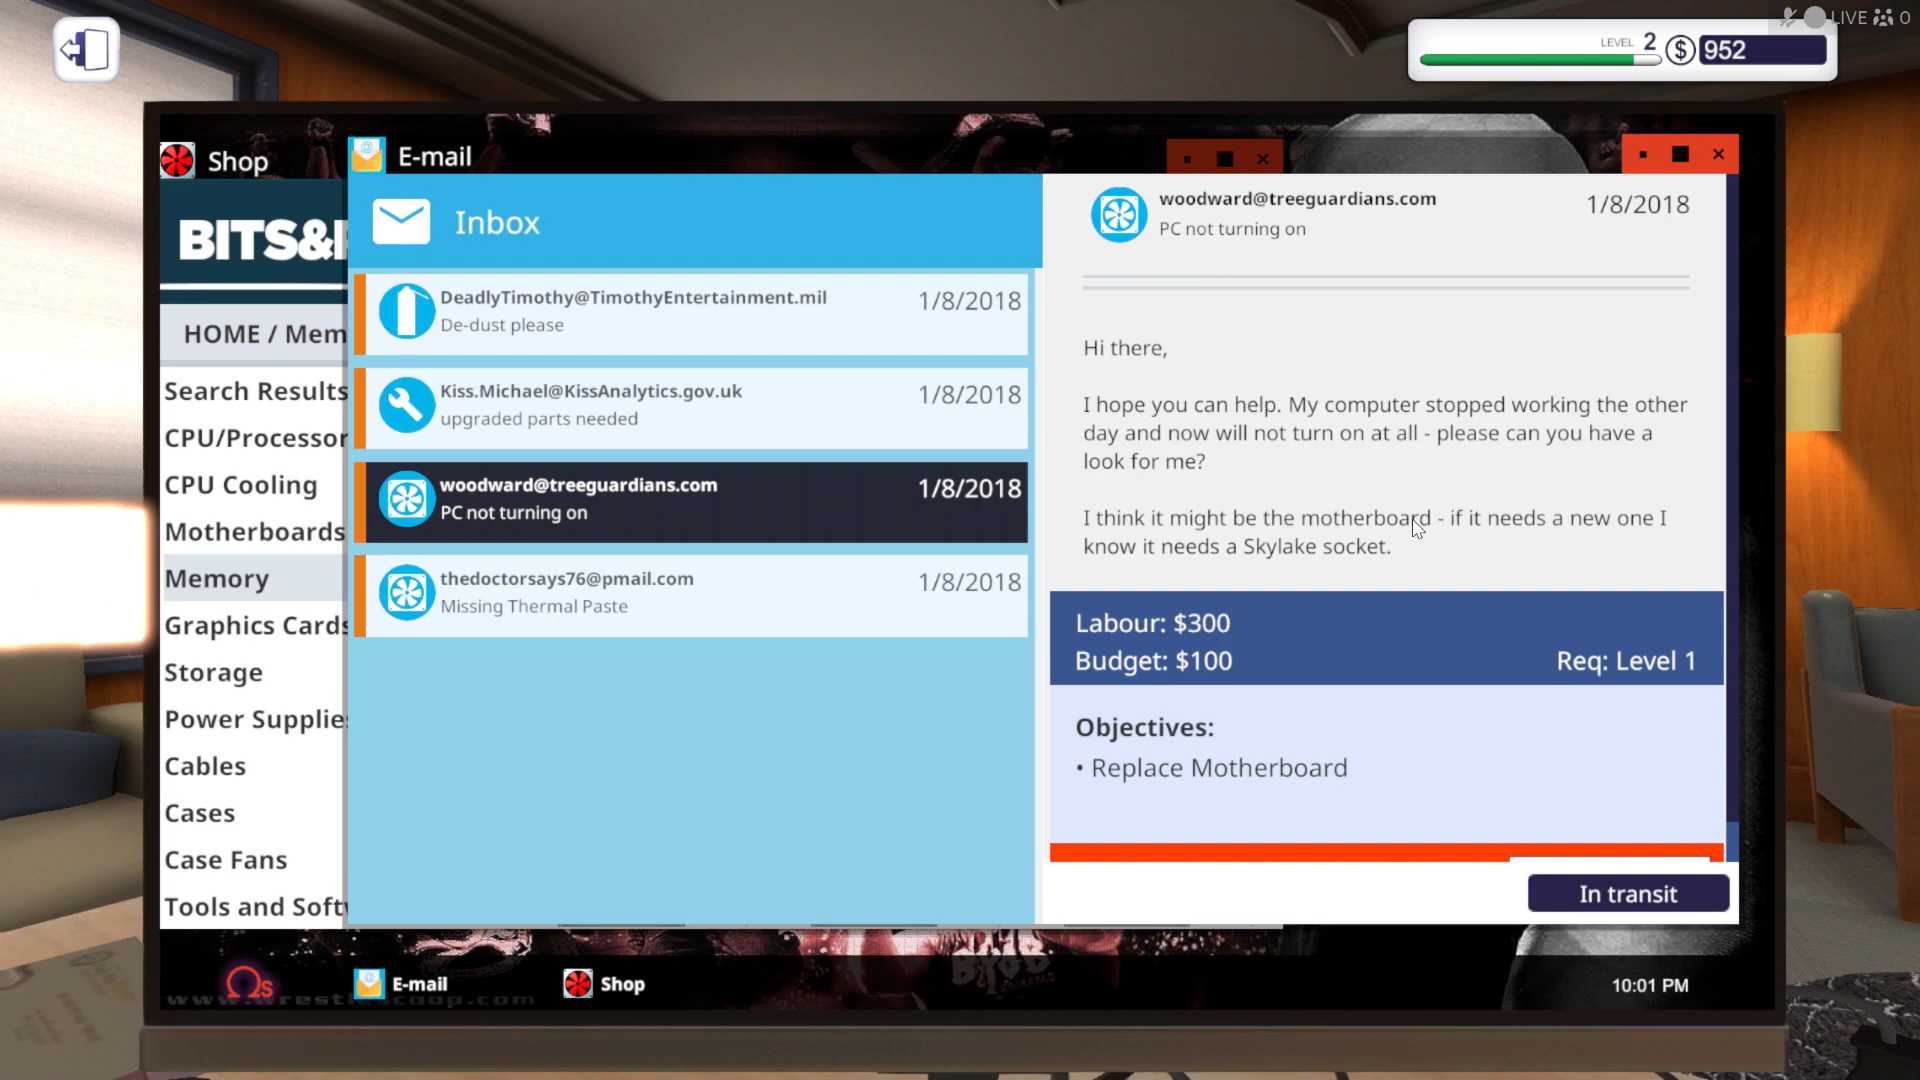 LIVE 0
LEVEL 2 $ 952
Shop
E-mail
BITS&
Inbox
HOME / Mem
Search Results
CPU/Processor
CPU Cooling
Motherboards
Memory
Graphics Cards
Storage
Power Supplies
Cables
Cases
Case Fans
Tools and Soft
DeadlyTimothy@TimothyEntertainment.mil 1/8/2018
De-dust please
Kiss.Michael@KissAnalytics.gov.uk 1/8/2018
upgraded parts needed
woodward@treeguardians.com 1/8/2018
PC not turning on
thedoctorsays76@pmail.com 1/8/2018
Missing Thermal Paste
woodward@treeguardians.com 1/8/2018
PC not turning on
Hi there,
I hope you can help. My computer stopped working the other
day and now will not turn on at all - please can you have a
look for me?
I think it might be the motherboard - if it needs a new one I
know it needs a Skylake socket.
Labour: $300
Budget: $100 Req: Level 1
Objectives:
• Replace Motherboard
In transit
Ωs
E-mail
Shop
10:01 PM